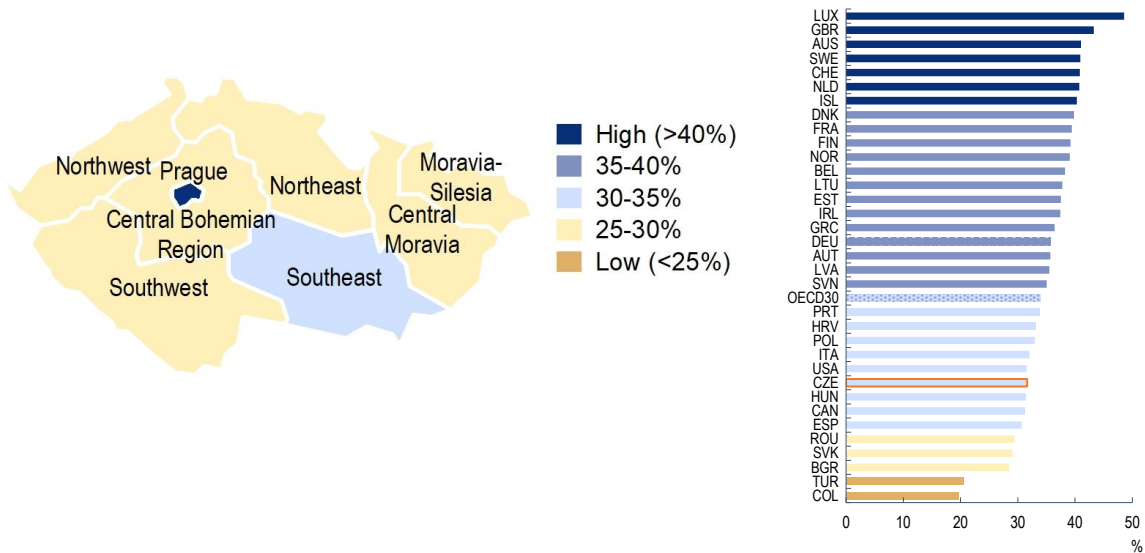 Northwest
Prague
Northeast
Moravia-
Silesia
Central
Moravia
Central Bohemian
Region
Southeast
Southwest
High (>40%)
35-40%
30-35%
25-30%
Low (<25%)
LUX
GBR
AUS
SWE
CHE
NLD
ISL
DNK
FRA
FIN
NOR
BEL
LTU
EST
IRL
GRC
DEU
AUT
LVA
SVN
OECD30
PRT
HRV
POL
ITA
USA
CZE
HUN
CAN
ESP
ROU
SVK
BGR
TUR
COL
0 10 20 30 40 50
%